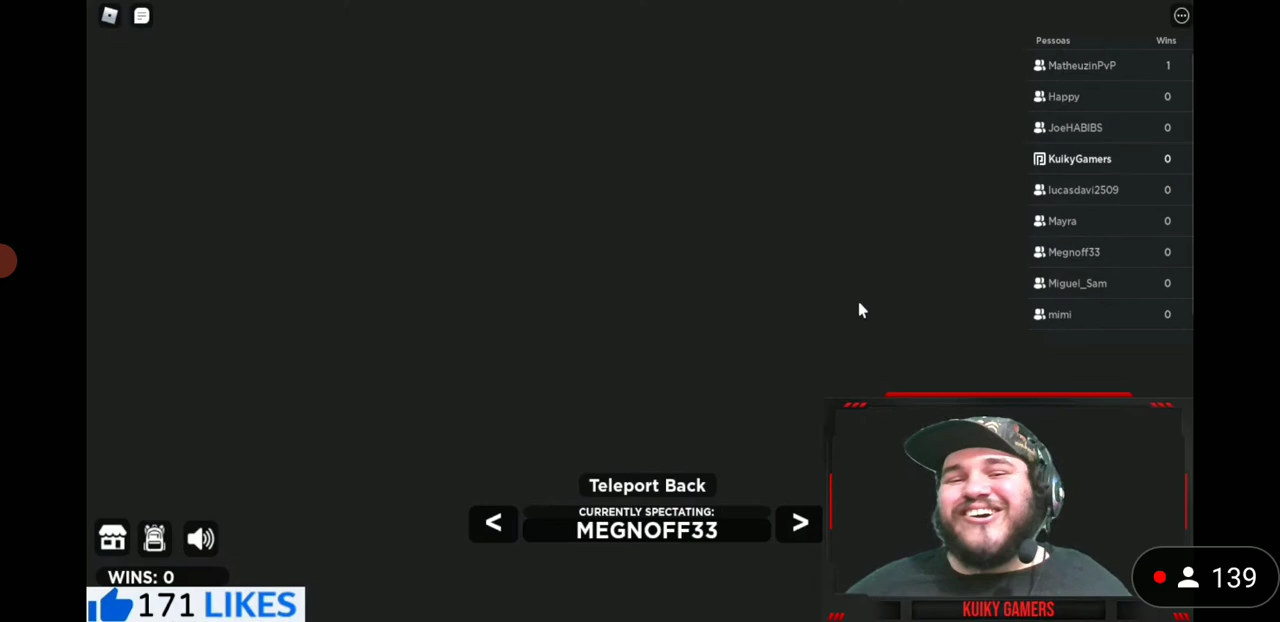 Pessoas Wins
MatheuzinPvP 1
Happy 0
JoeHABIBS 0
KuikyGamers 0
lucasdavi2509 0
Mayra 0
Megnoff33 0
Miguel_Sam 0
mimi 0
Teleport Back
< CURRENTLY SPECTATING: >
MEGNOFF33
WINS: 0
171 LIKES
KUIKY GAMERS
139